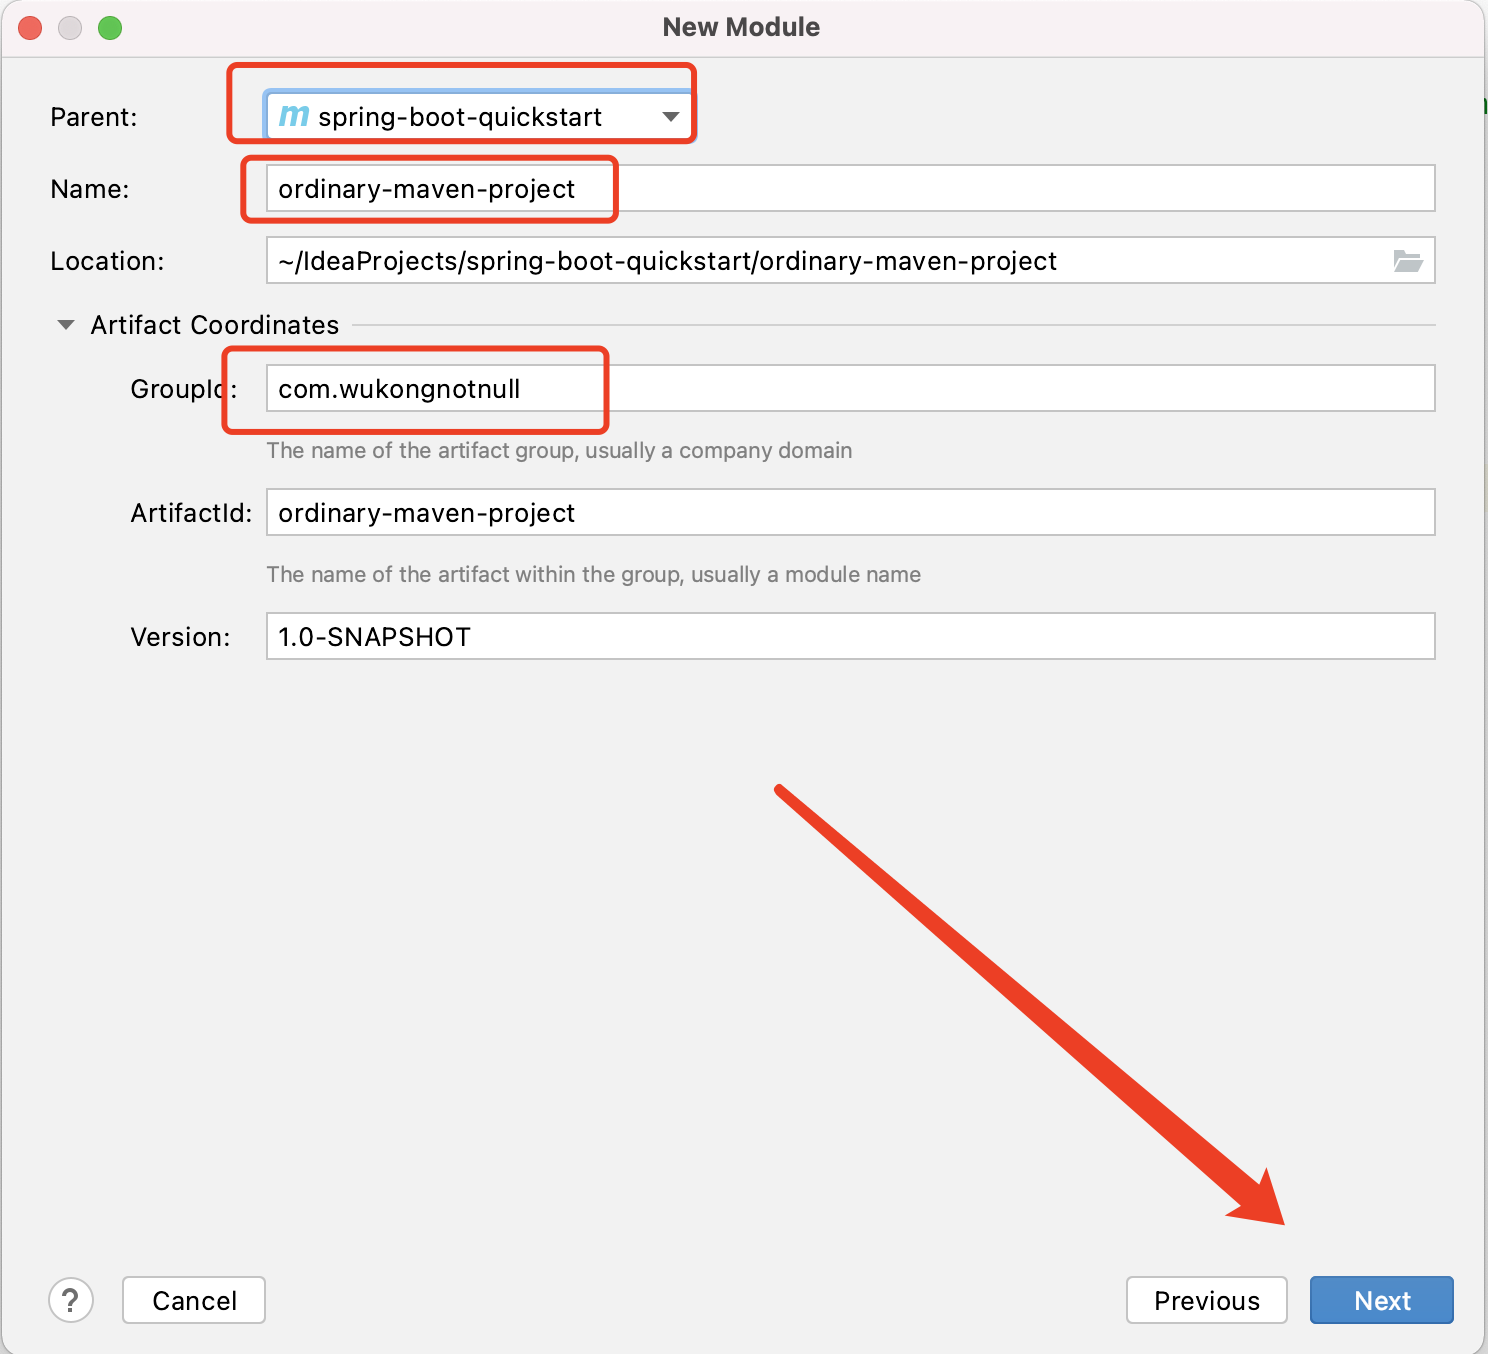 New Module
Parent: m spring-boot-quickstart
Name: ordinary-maven-project
Location: ~/IdeaProjects/spring-boot-quickstart/ordinary-maven-project
Artifact Coordinates
GroupId: com.wukongnotnull
The name of the artifact group, usually a company domain
ArtifactId: ordinary-maven-project
The name of the artifact within the group, usually a module name
Version: 1.0-SNAPSHOT
? Cancel Previous Next